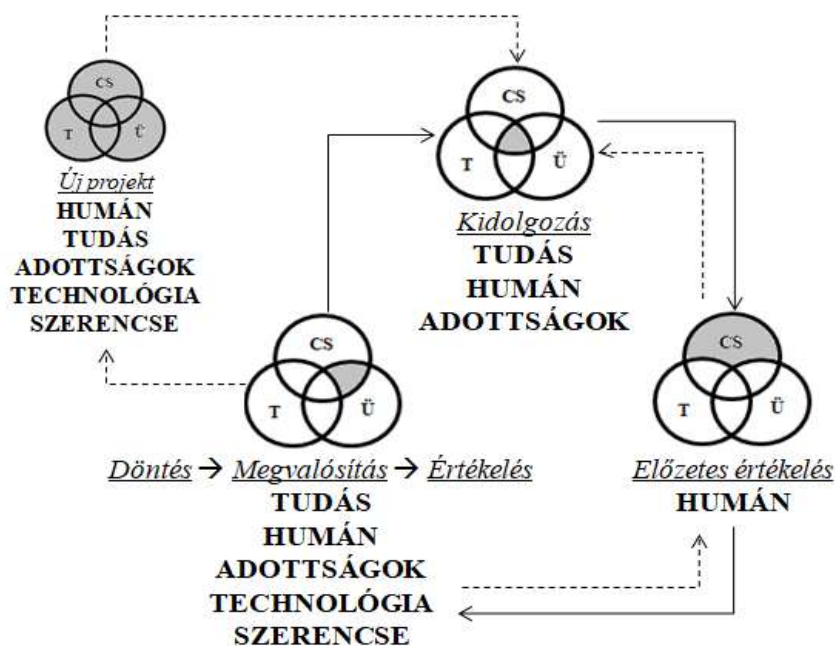 CS
T Ü
Új projekt
HUMÁN
TUDÁS
ADOTTSÁGOK
TECHNOLÓGIA
SZERENCSE
CS
T Ü
Kidolgozás
TUDÁS
HUMÁN
ADOTTSÁGOK
CS
T Ü
Döntés → Megvalósítás → Értékelés
TUDÁS
HUMÁN
ADOTTSÁGOK
TECHNOLÓGIA
SZERENCSE
CS
T Ü
Előzetes értékelés
HUMÁN